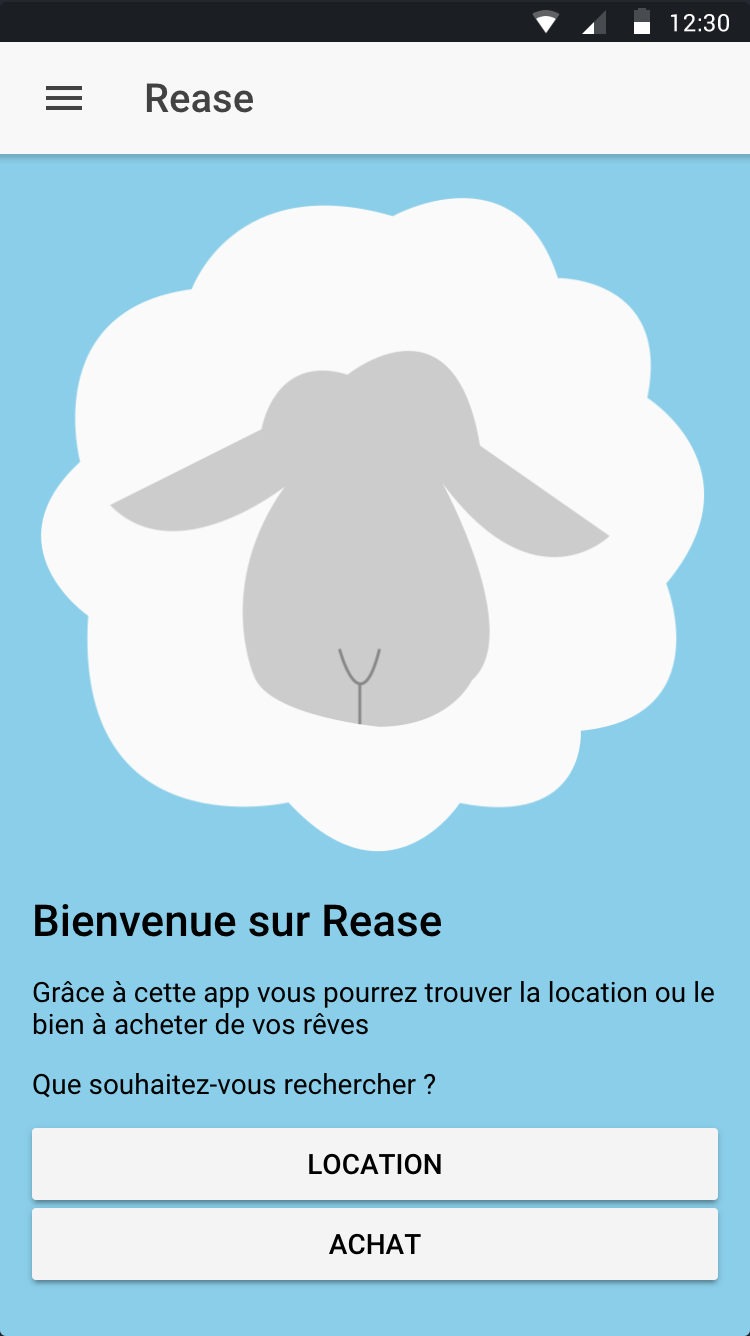 12:30
Rease
Bienvenue sur Rease
Grâce à cette app vous pourrez trouver la location ou le
bien à acheter de vos rêves
Que souhaitez-vous rechercher ?
LOCATION
ACHAT